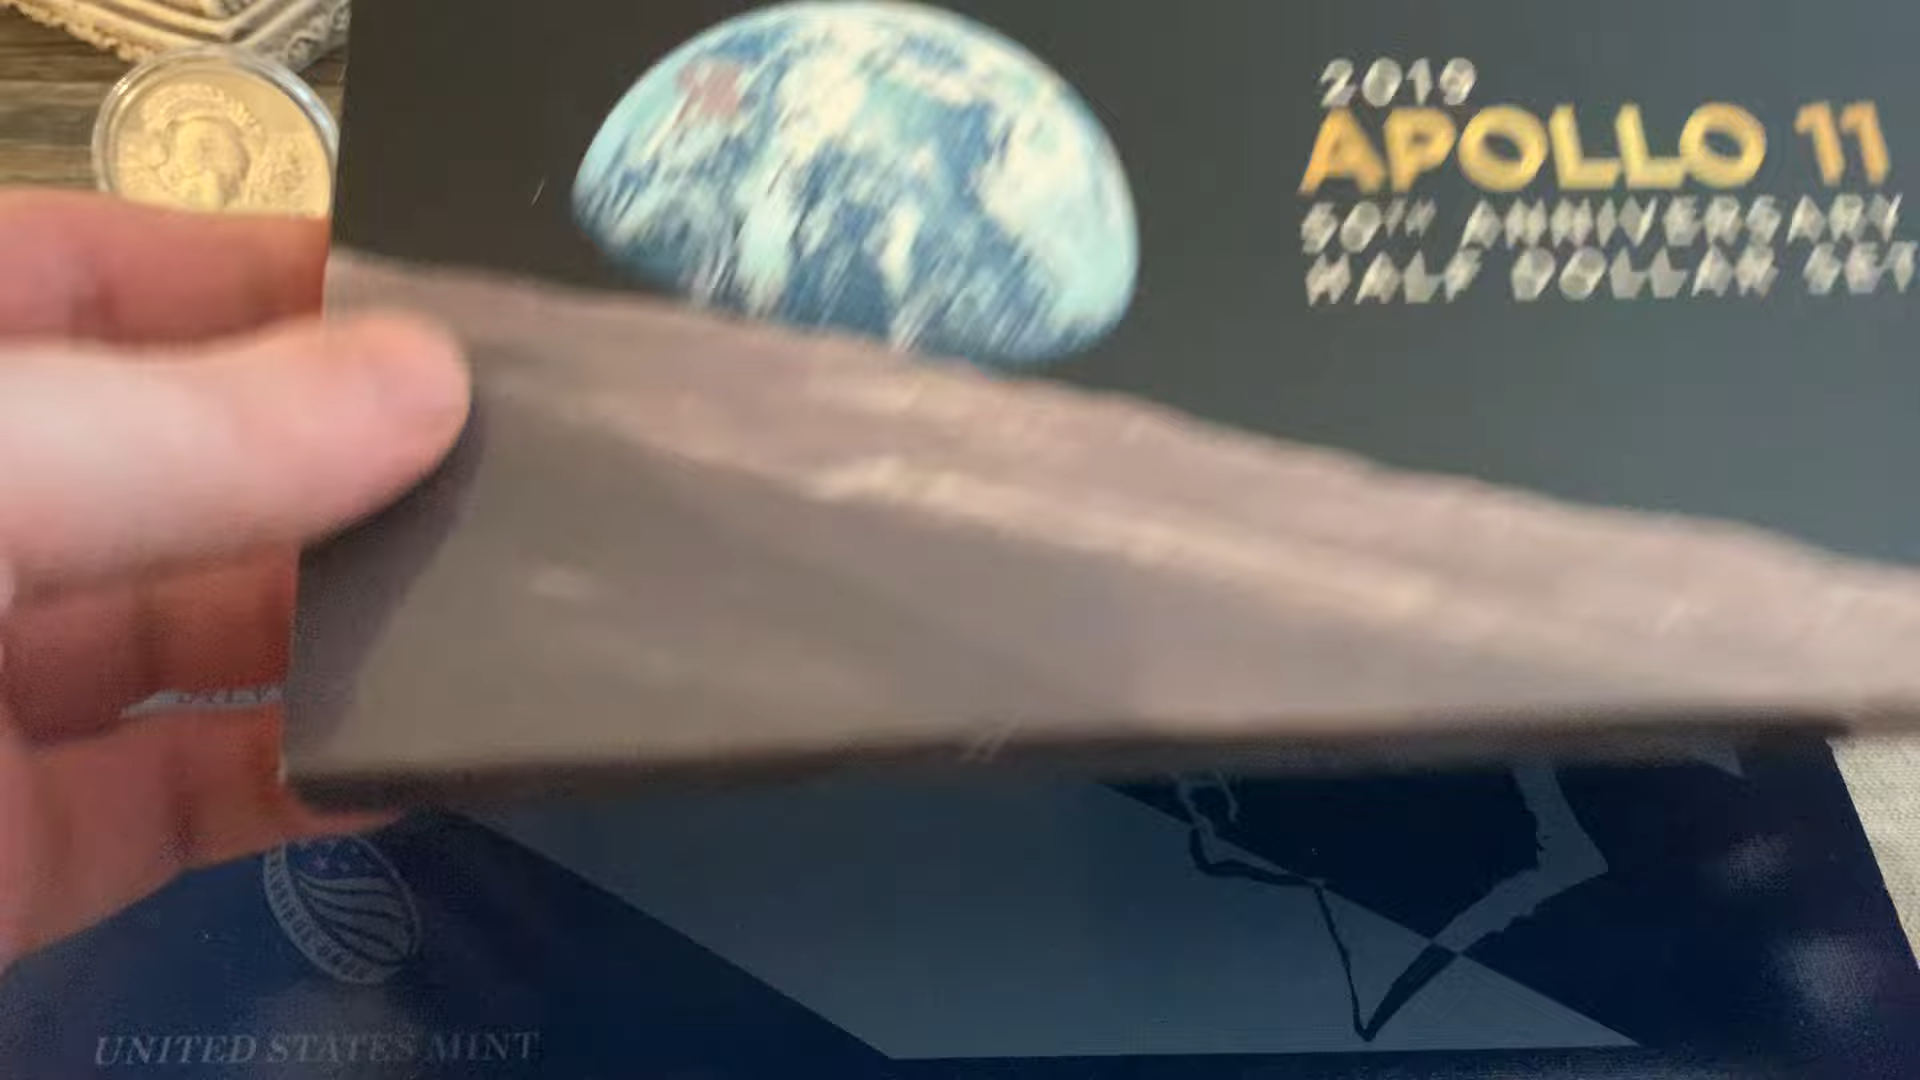 2019
APOLLO 11
50TH ANNIVERSARY
HALF DOLLAR SET
UNITED STATES MINT